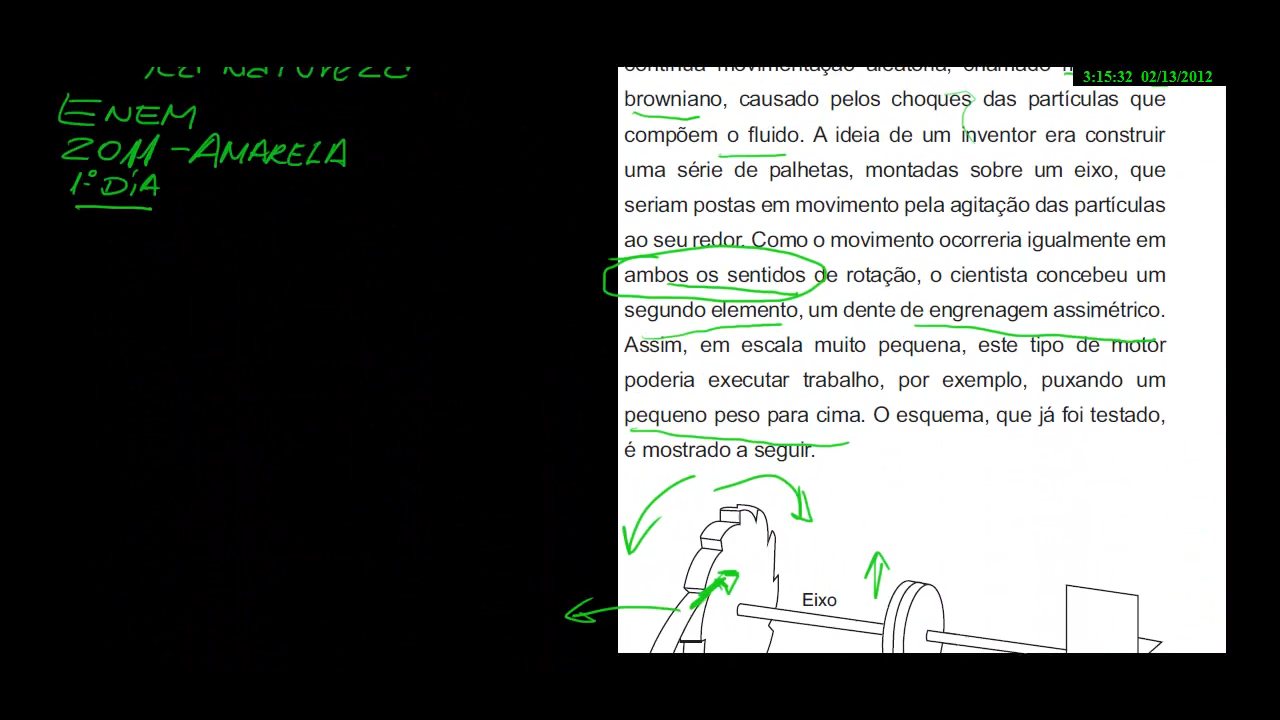 ENEM
2011 - AMARELA
1º DIA
3:15:32 02/13/2012
contínua movimentação aleatória, chamado
browniano, causado pelos choques das partículas que
compõem o fluido. A ideia de um inventor era construir
uma série de palhetas, montadas sobre um eixo, que
seriam postas em movimento pela agitação das partículas
ao seu redor. Como o movimento ocorreria igualmente em
ambos os sentidos de rotação, o cientista concebeu um
segundo elemento, um dente de engrenagem assimétrico.
Assim, em escala muito pequena, este tipo de motor
poderia executar trabalho, por exemplo, puxando um
pequeno peso para cima. O esquema, que já foi testado,
é mostrado a seguir.
Eixo